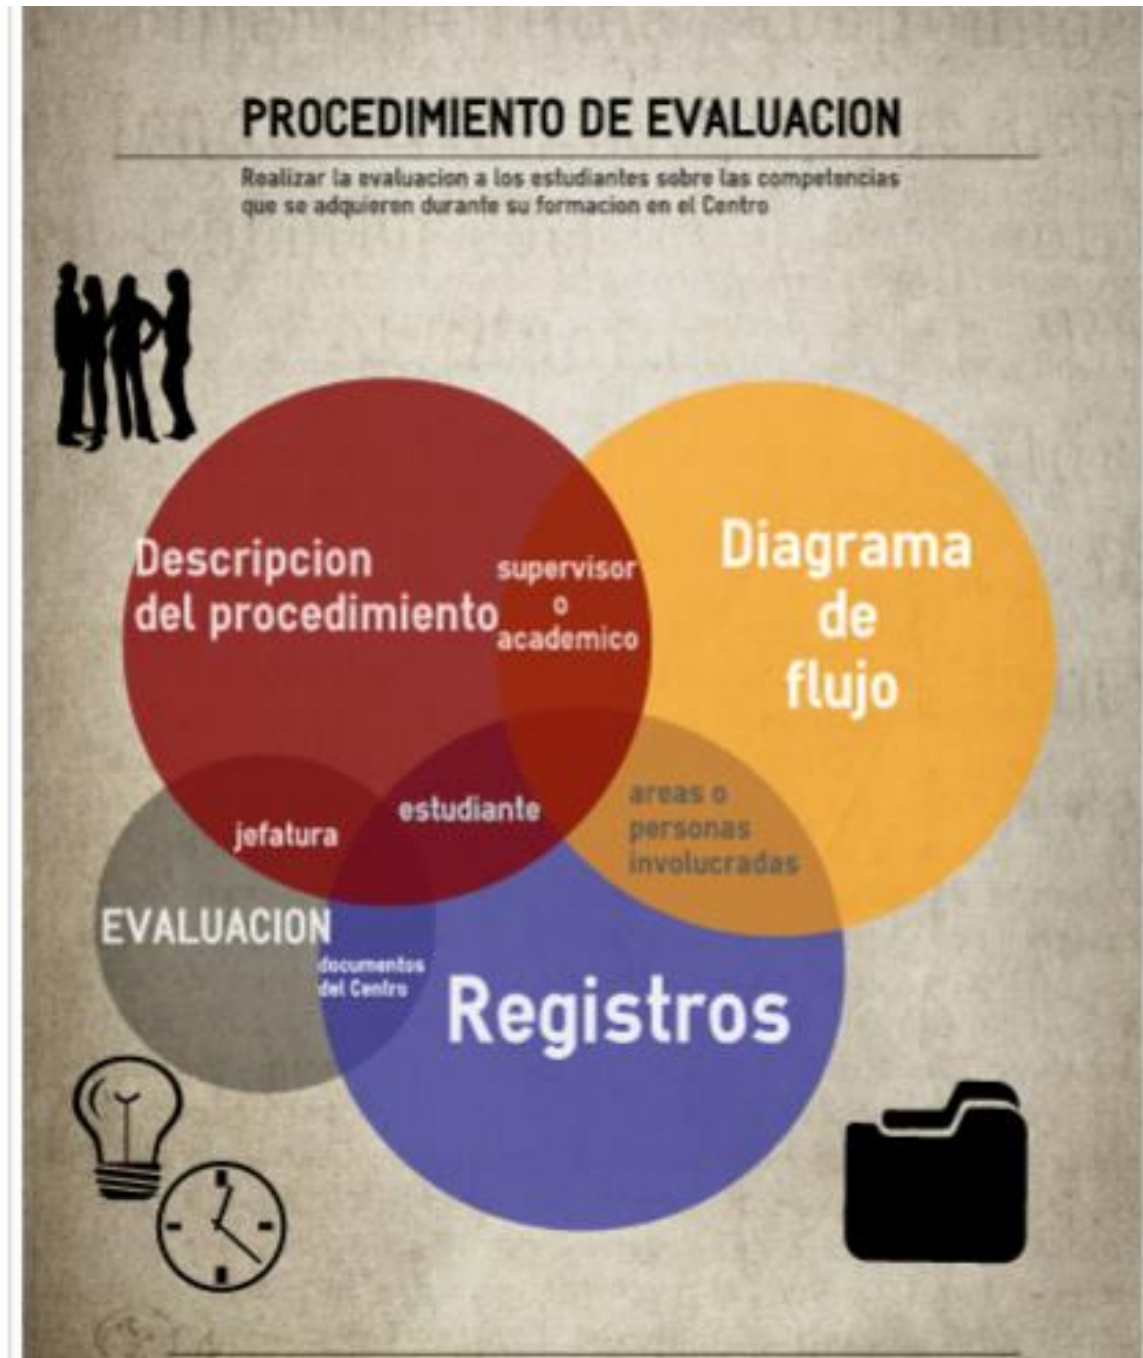 PROCEDIMIENTO DE EVALUACION
Realizar la evaluacion a los estudiantes sobre las competencias
que se adquieren durante su formacion en el Centro
Descripcion
del procedimiento
supervisor
o
academico
Diagrama
de
flujo
jefatura
estudiante
areas o
personas
involucradas
EVALUACION
documentos
del Centro
Registros